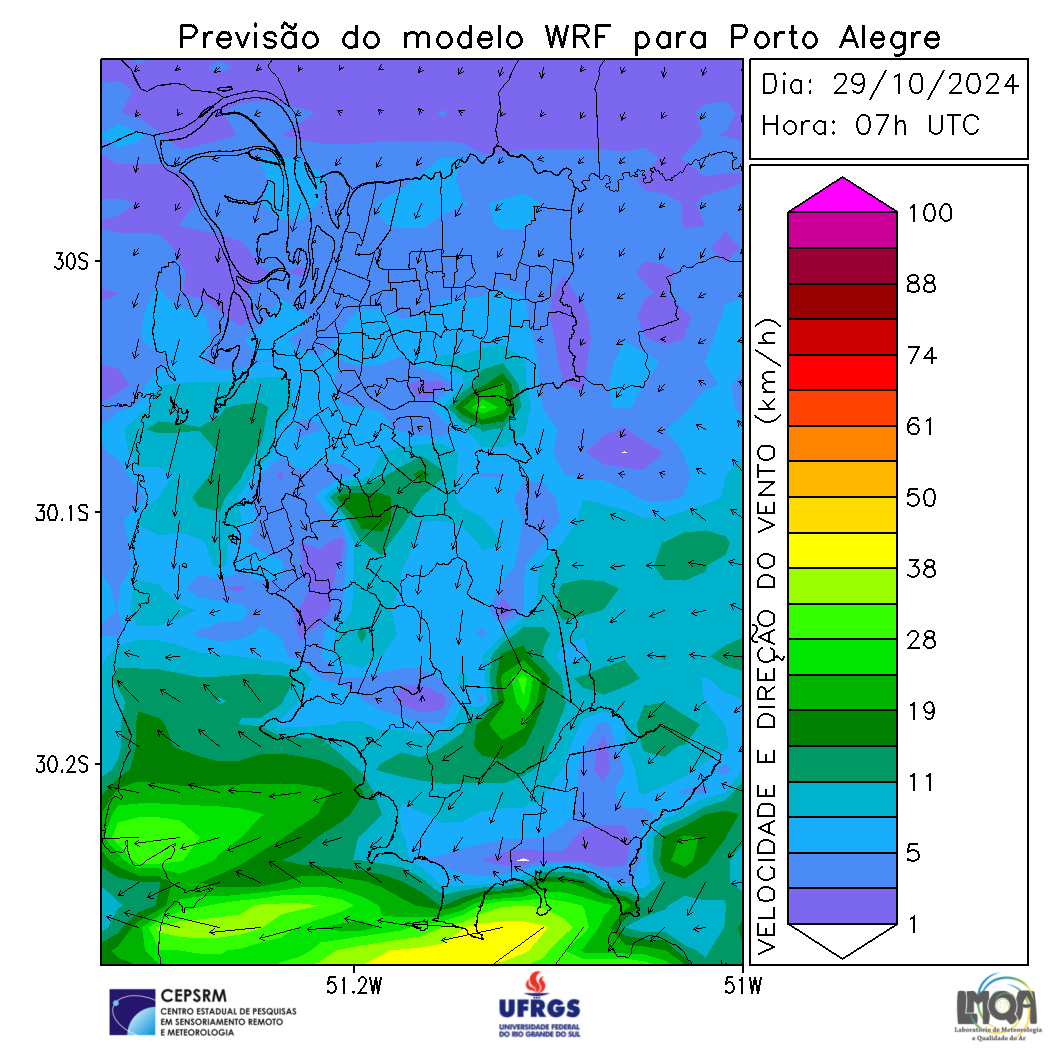 Previsão do modelo WRF para Porto Alegre
Dia: 29/10/2024
Hora: 07h UTC
30S
30.1S
30.2S
51.2W
51W
VELOCIDADE E DIREÇÃO DO VENTO (km/h)
100
88
74
61
50
38
28
19
11
5
1
CEPSRM
CENTRO ESTADUAL DE PESQUISAS
EM SENSORIAMENTO REMOTO
E METEOROLOGIA
UFRGS
UNIVERSIDADE FEDERAL
DO RIO GRANDE DO SUL
LMQA
Laboratório de Meteorologia
e Qualidade do Ar